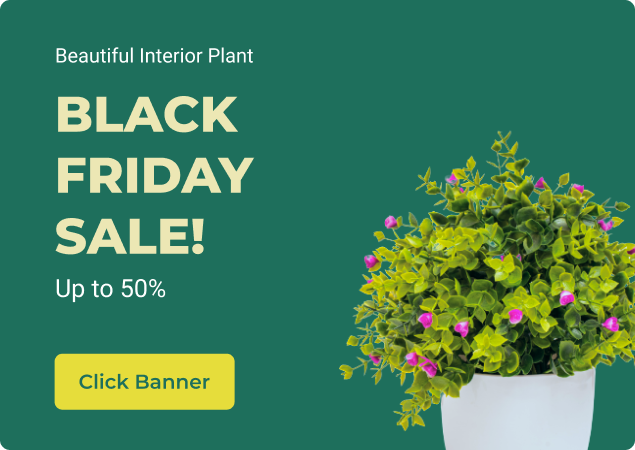 Beautiful Interior Plant
BLACK
FRIDAY
SALE!
Up to 50%
Click Banner